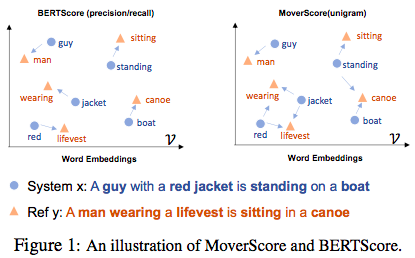 BERTScore (precision/recall)
guy
man
sitting
standing
wearing
jacket
canoe
boat
red
lifevest
V
Word Embeddings
MoverScore(unigram)
guy
man
sitting
standing
wearing
jacket
canoe
boat
red
lifevest
V
Word Embeddings
System x: A guy with a red jacket is standing on a boat
Ref y: A man wearing a lifevest is sitting in a canoe
Figure 1: An illustration of MoverScore and BERTScore.